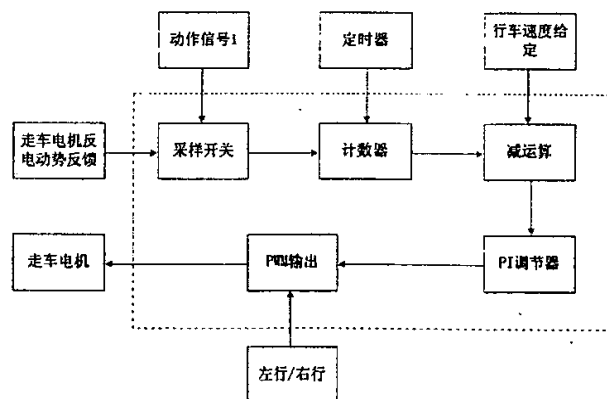 动作信号1
定时器
行车速度给
定
走车电机反
电动势反馈
采样开关
计数器
减运算
走车电机
PWM输出
PI调节器
左行/右行